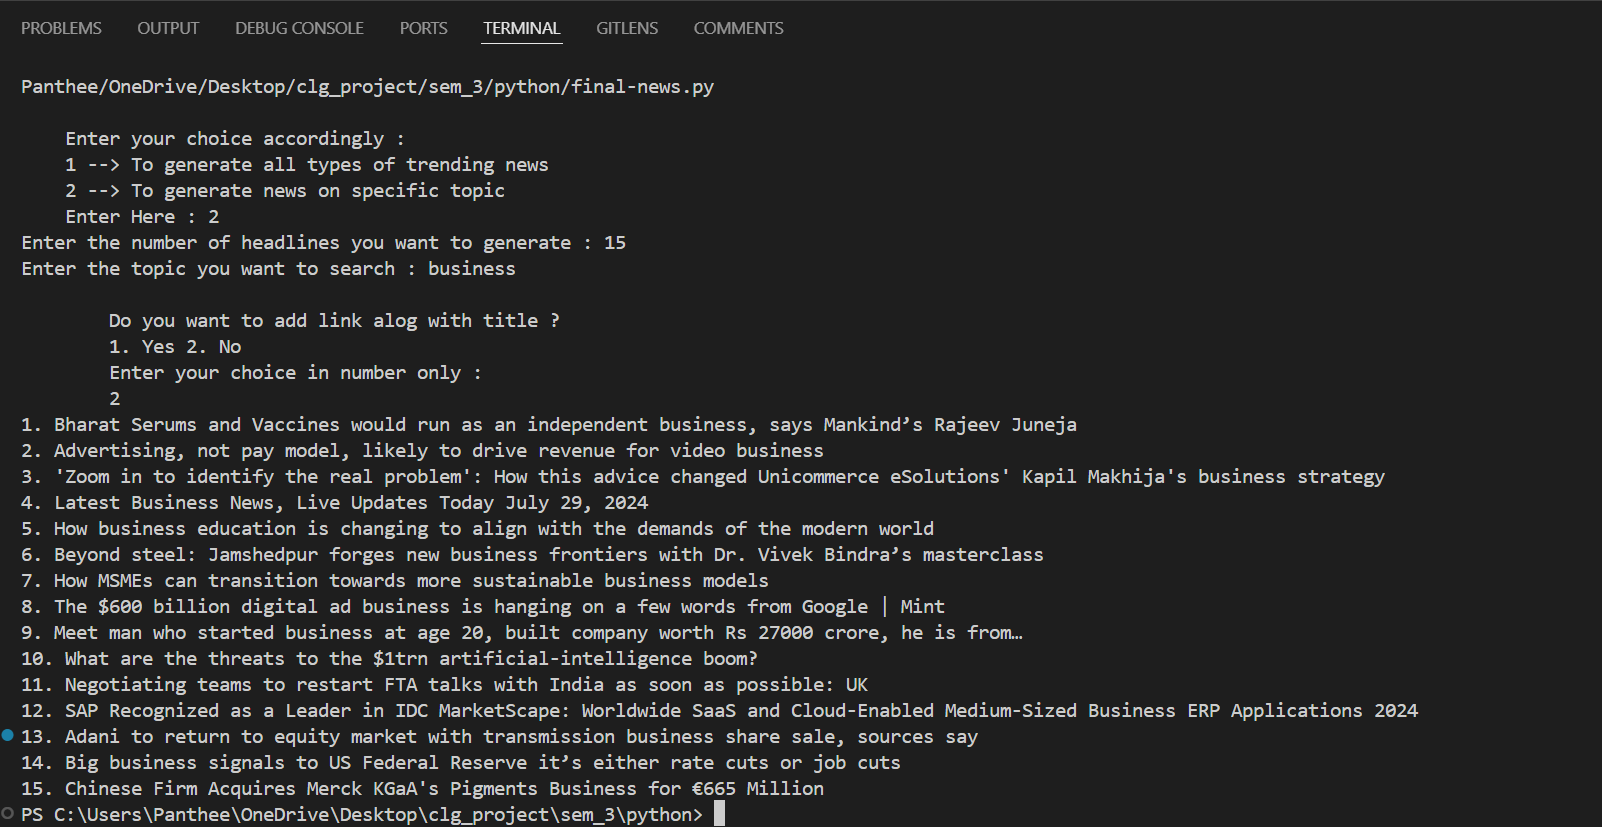 PROBLEMS OUTPUT DEBUG CONSOLE PORTS TERMINAL GITLENS COMMENTS
Panthee/OneDrive/Desktop/clg_project/sem_3/python/final-news.py
Enter your choice accordingly :
1 --> To generate all types of trending news
2 --> To generate news on specific topic
Enter Here : 2
Enter the number of headlines you want to generate : 15
Enter the topic you want to search : business
Do you want to add link alog with title ?
1. Yes 2. No
Enter your choice in number only :
2
1. Bharat Serums and Vaccines would run as an independent business, says Mankind’s Rajeev Juneja
2. Advertising, not pay model, likely to drive revenue for video business
3. 'Zoom in to identify the real problem': How this advice changed Unicommerce eSolutions' Kapil Makhija's business strategy
4. Latest Business News, Live Updates Today July 29, 2024
5. How business education is changing to align with the demands of the modern world
6. Beyond steel: Jamshedpur forges new business frontiers with Dr. Vivek Bindra’s masterclass
7. How MSMEs can transition towards more sustainable business models
8. The $600 billion digital ad business is hanging on a few words from Google | Mint
9. Meet man who started business at age 20, built company worth Rs 27000 crore, he is from…
10. What are the threats to the $1trn artificial-intelligence boom?
11. Negotiating teams to restart FTA talks with India as soon as possible: UK
12. SAP Recognized as a Leader in IDC MarketScape: Worldwide SaaS and Cloud-Enabled Medium-Sized Business ERP Applications 2024
13. Adani to return to equity market with transmission business share sale, sources say
14. Big business signals to US Federal Reserve it’s either rate cuts or job cuts
15. Chinese Firm Acquires Merck KGaA's Pigments Business for €665 Million
PS C:\Users\Panthee\OneDrive\Desktop\clg_project\sem_3\python>